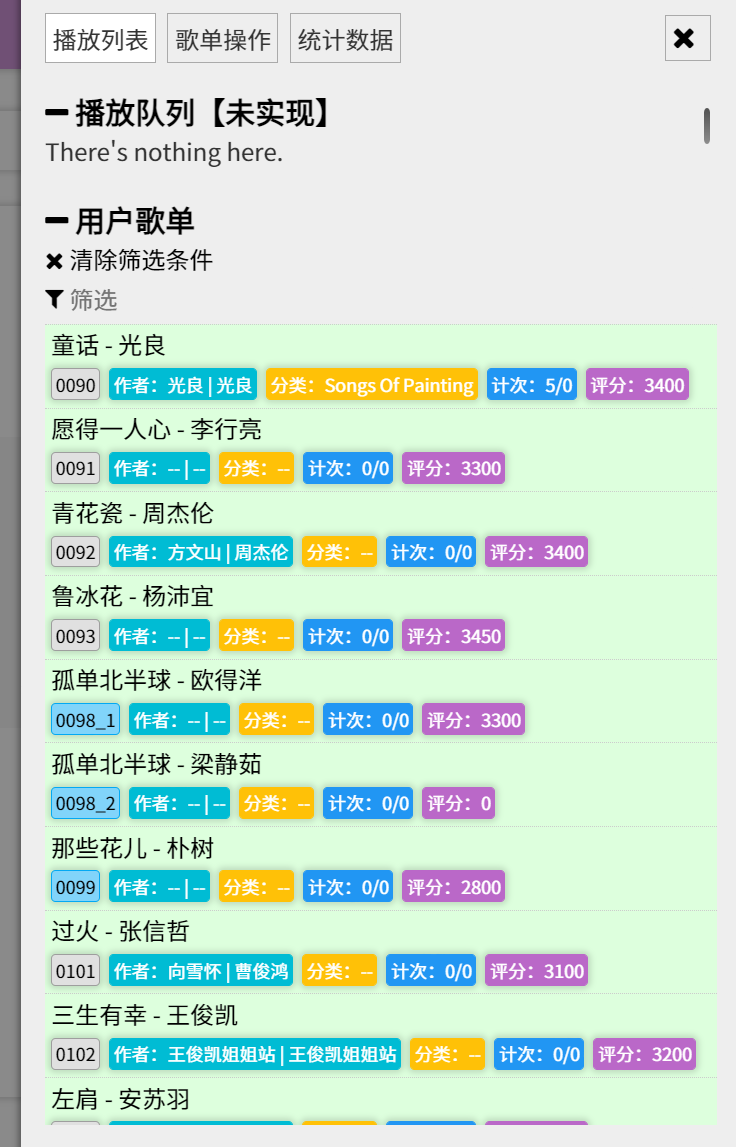 播放列表 歌单操作 统计数据
播放队列【未实现】
There's nothing here.
用户歌单
清除筛选条件
筛选
童话 - 光良
0090 作者：光良 | 光良 分类：Songs Of Painting 计次：5/0 评分：3400
愿得一人心 - 李行亮
0091 作者：-- | -- 分类：-- 计次：0/0 评分：3300
青花瓷 - 周杰伦
0092 作者：方文山 | 周杰伦 分类：-- 计次：0/0 评分：3400
鲁冰花 - 杨沛宜
0093 作者：-- | -- 分类：-- 计次：0/0 评分：3450
孤单北半球 - 欧得洋
0098_1 作者：-- | -- 分类：-- 计次：0/0 评分：3300
孤单北半球 - 梁静茹
0098_2 作者：-- | -- 分类：-- 计次：0/0 评分：0
那些花儿 - 朴树
0099 作者：-- | -- 分类：-- 计次：0/0 评分：2800
过火 - 张信哲
0101 作者：向雪怀 | 曹俊鸿 分类：-- 计次：0/0 评分：3100
三生有幸 - 王俊凯
0102 作者：王俊凯姐姐站 | 王俊凯姐姐站 分类：-- 计次：0/0 评分：3200
左肩 - 安苏羽